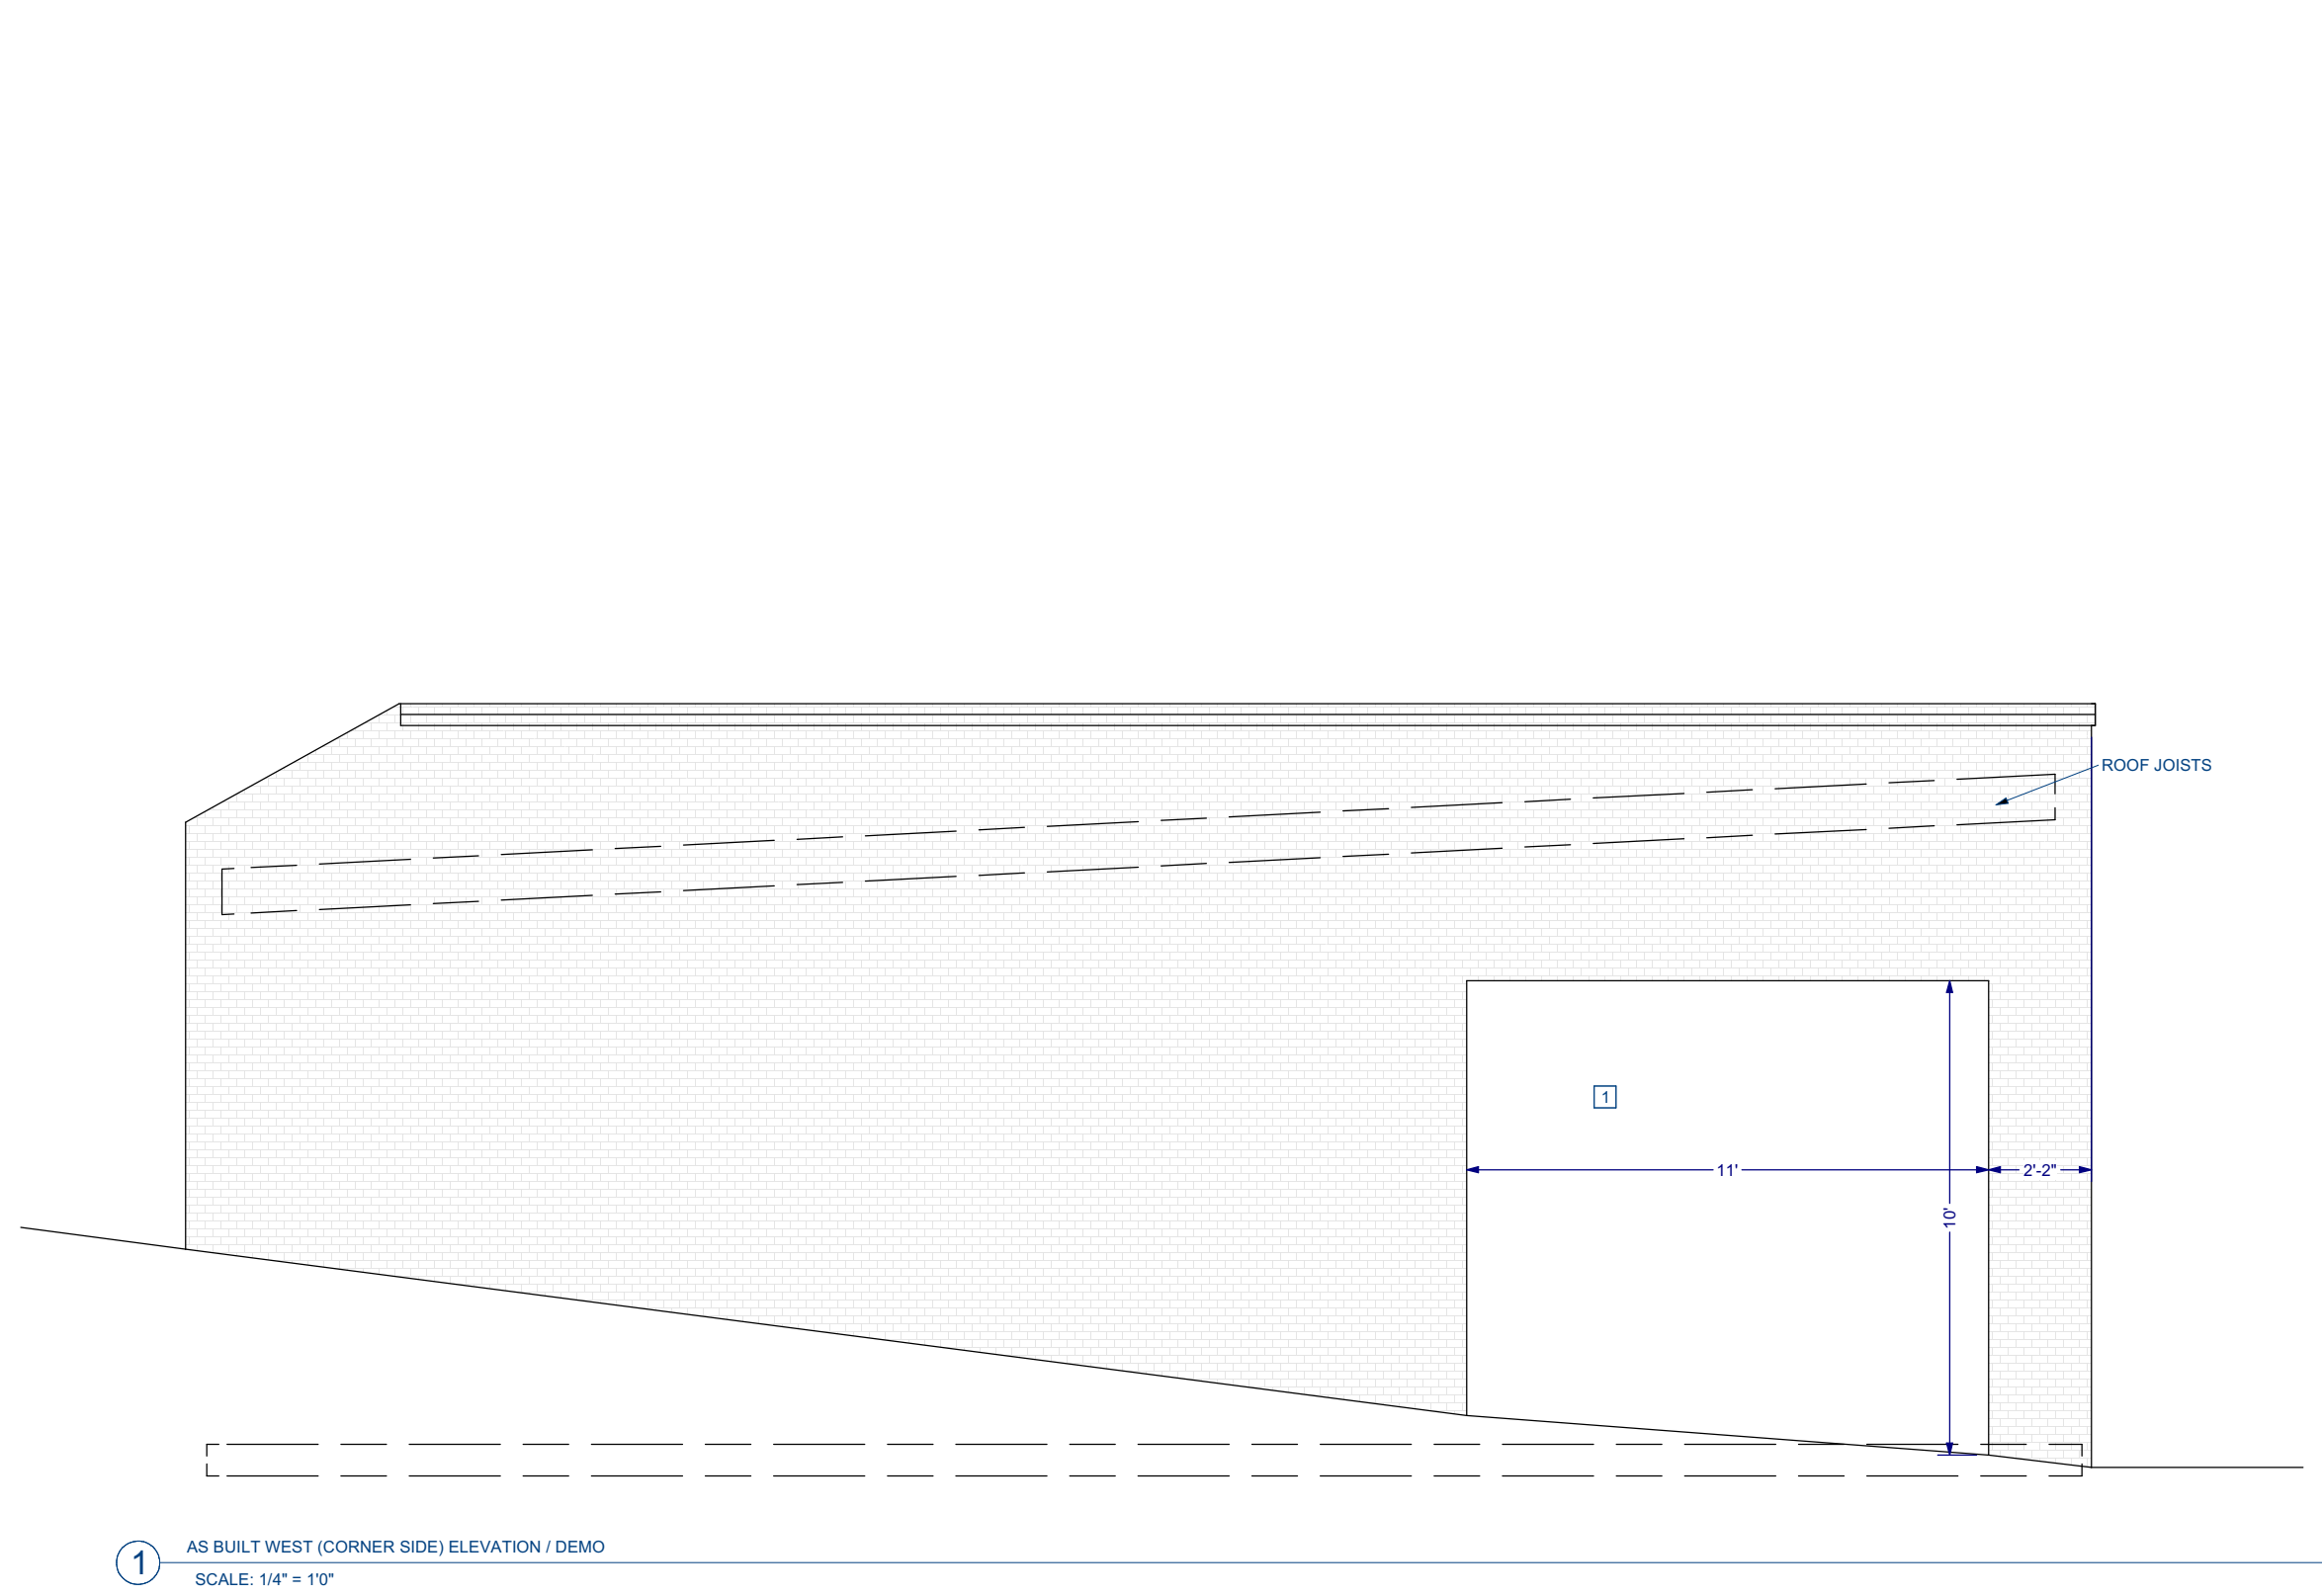 ROOF JOISTS
1
11'
2'-2"
10'
1
AS BUILT WEST (CORNER SIDE) ELEVATION / DEMO
SCALE: 1/4" = 1'0"